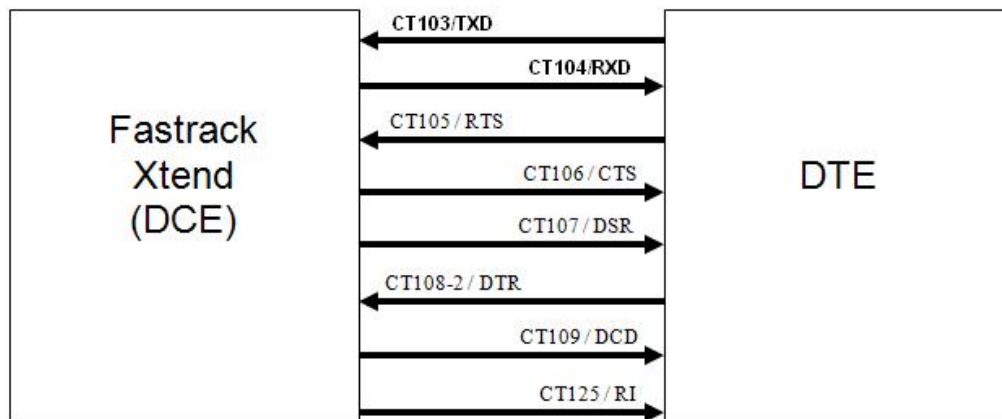 CT103/TXD
CT104/RXD
CT105 / RTS
Fastrack
Xtend
(DCE)
CT106 / CTS
DTE
CT107 / DSR
CT108-2 / DTR
CT109 / DCD
CT125 / RI